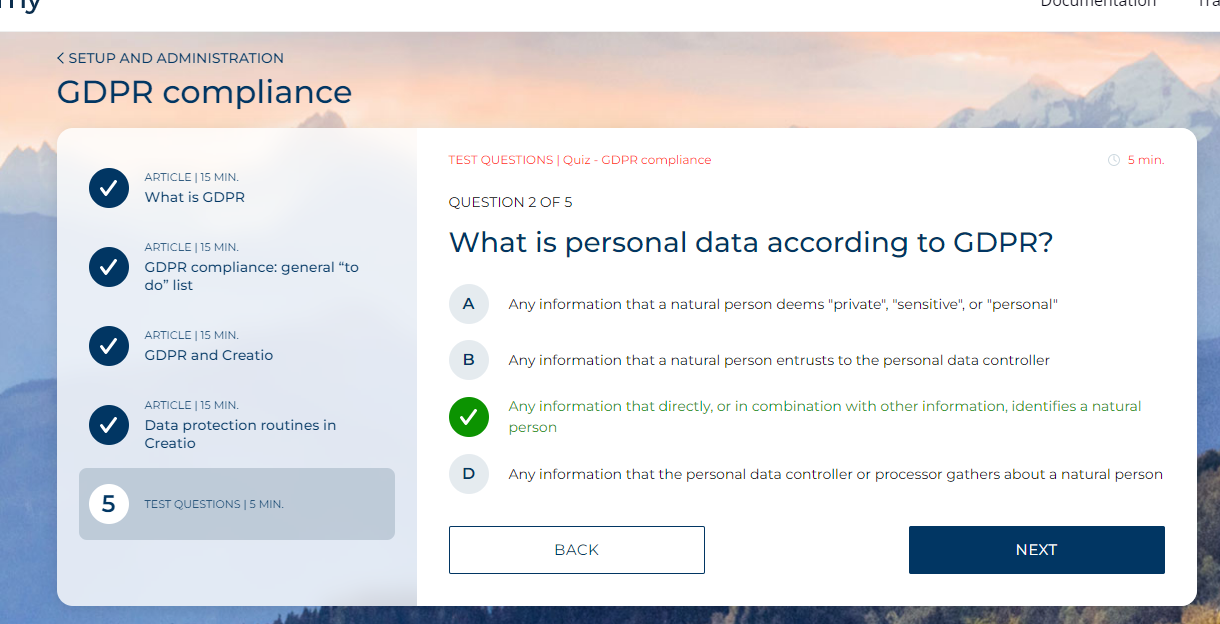 Documentation
SETUP AND ADMINISTRATION
GDPR compliance
ARTICLE | 15 MIN.
What is GDPR
ARTICLE | 15 MIN.
GDPR compliance: general “to
do” list
ARTICLE | 15 MIN.
GDPR and Creatio
ARTICLE | 15 MIN.
Data protection routines in
Creatio
5
TEST QUESTIONS | 5 MIN.
TEST QUESTIONS | Quiz - GDPR compliance
5 min.
QUESTION 2 OF 5
What is personal data according to GDPR?
A
Any information that a natural person deems "private", "sensitive", or "personal"
B
Any information that a natural person entrusts to the personal data controller
Any information that directly, or in combination with other information, identifies a natural
person
D
Any information that the personal data controller or processor gathers about a natural person
BACK
NEXT